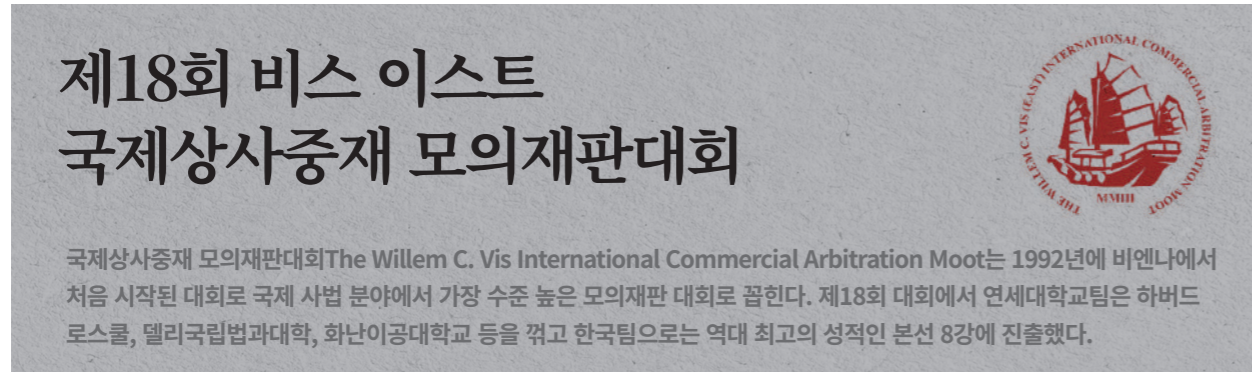 제18회 비스 이스트
국제상사중재 모의재판대회
THE WILLEM C. VIS (EAST) INTERNATIONAL COMMERCIAL ARBITRATION MOOT
MMIII
국제상사중재 모의재판대회The Willem C. Vis International Commercial Arbitration Moot는 1992년에 비엔나에서
처음 시작된 대회로 국제 사법 분야에서 가장 수준 높은 모의재판 대회로 꼽힌다. 제18회 대회에서 연세대학교팀은 하버드
로스쿨, 델리국립법과대학, 화난이공대학교 등을 꺾고 한국팀으로는 역대 최고의 성적인 본선 8강에 진출했다.